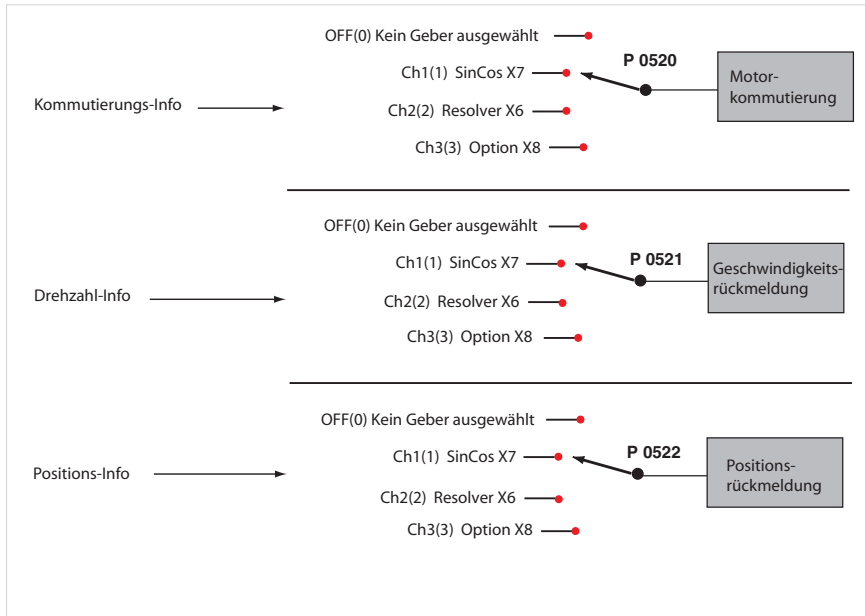 OFF(0) Kein Geber ausgewählt
P 0520
Ch1(1) SinCos X7
Motor-
kommutierung
Kommutierungs-Info
Ch2(2) Resolver X6
Ch3(3) Option X8
OFF(0) Kein Geber ausgewählt
P 0521
Ch1(1) SinCos X7
Geschwindigkeits-
rückmeldung
Drehzahl-Info
Ch2(2) Resolver X6
Ch3(3) Option X8
OFF(0) Kein Geber ausgewählt
P 0522
Ch1(1) SinCos X7
Positions-
rückmeldung
Positions-Info
Ch2(2) Resolver X6
Ch3(3) Option X8